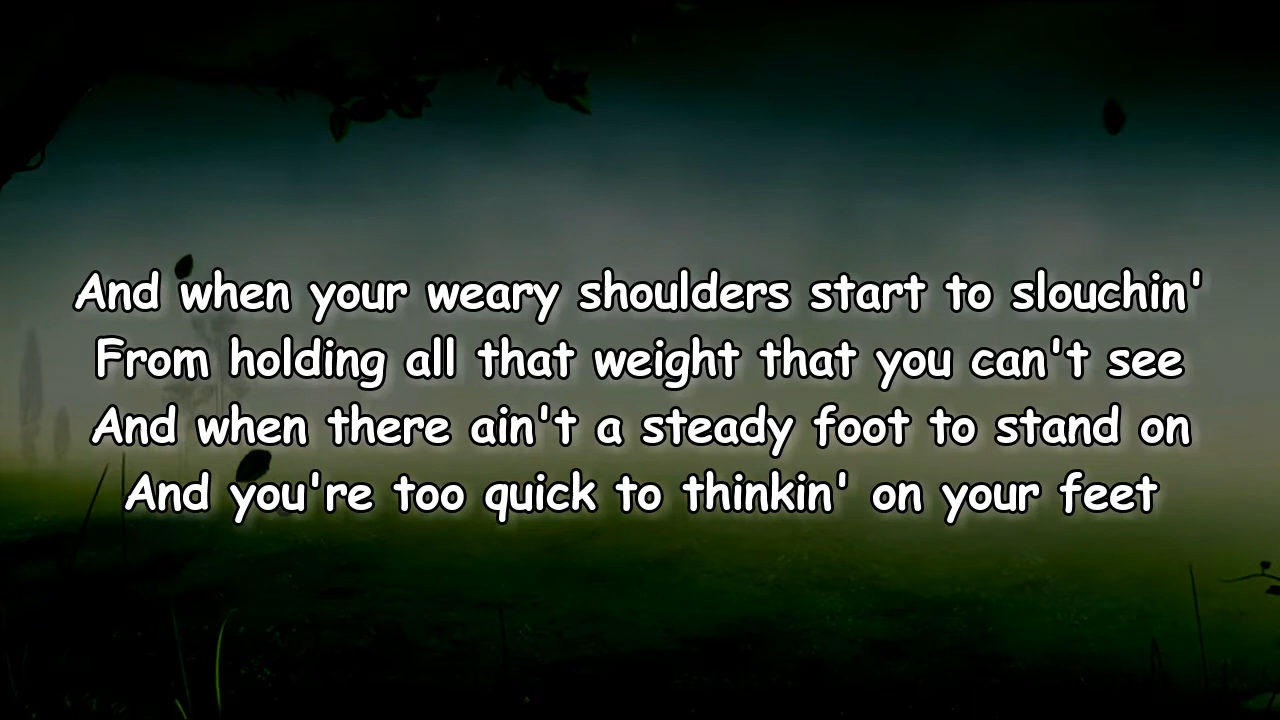 And when your weary shoulders start to slouchin'
From holding all that weight that you can't see
And when there ain't a steady foot to stand on
And you're too quick to thinkin' on your feet